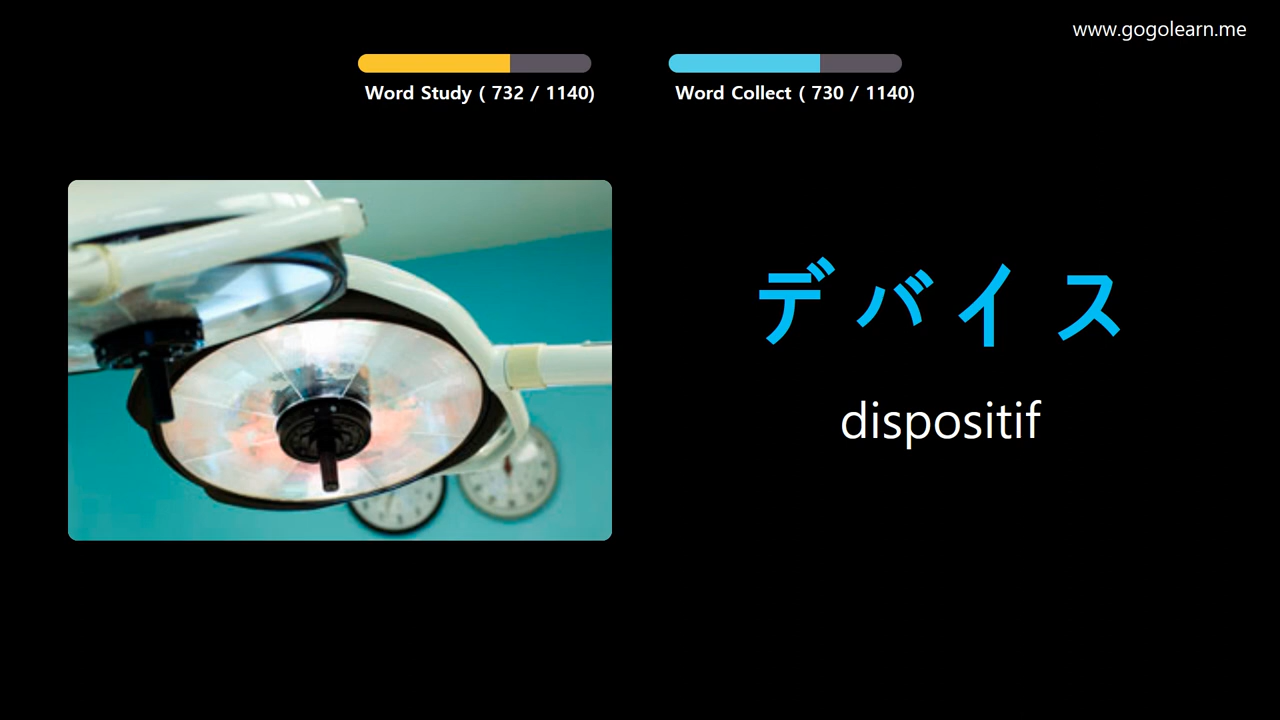 www.gogolearn.me
Word Study ( 732 / 1140)
Word Collect ( 730 / 1140)
デバイス
dispositif